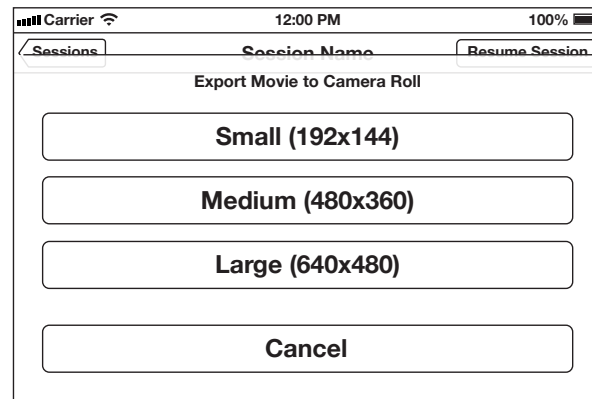 Carrier 12:00 PM 100%
Sessions Session Name Resume Session
Export Movie to Camera Roll
Small (192x144)
Medium (480x360)
Large (640x480)
Cancel